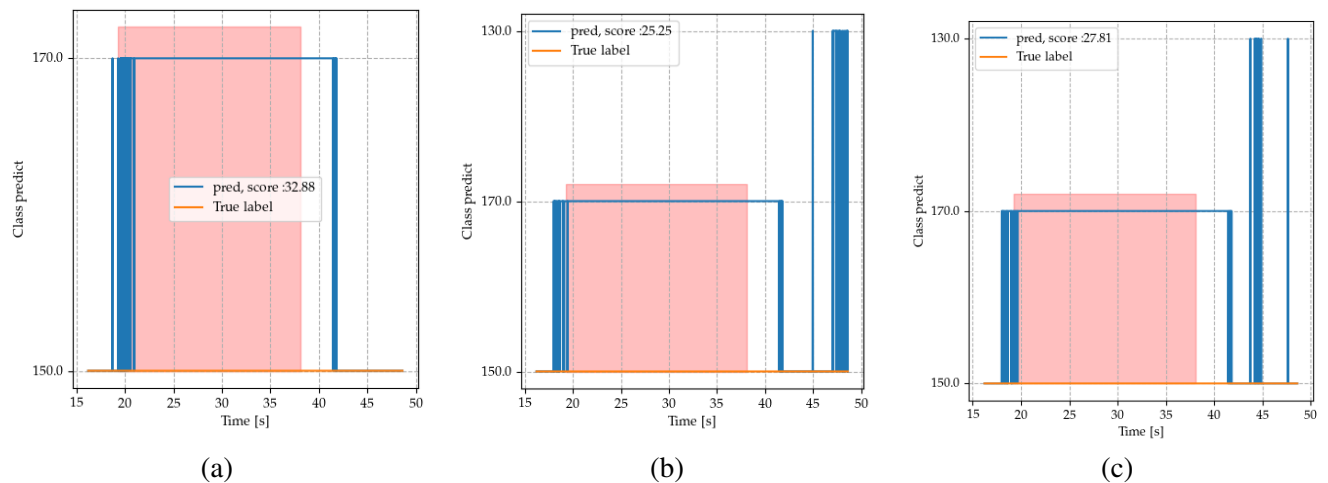 170.0
150.0
Class predict
pred, score :32.88
True label
15 20 25 30 35 40 45 50
Time [s]
(a)
130.0
170.0
150.0
Class predict
pred, score :25.25
True label
15 20 25 30 35 40 45 50
Time [s]
(b)
130.0
170.0
150.0
Class predict
pred, score :27.81
True label
15 20 25 30 35 40 45 50
Time [s]
(c)